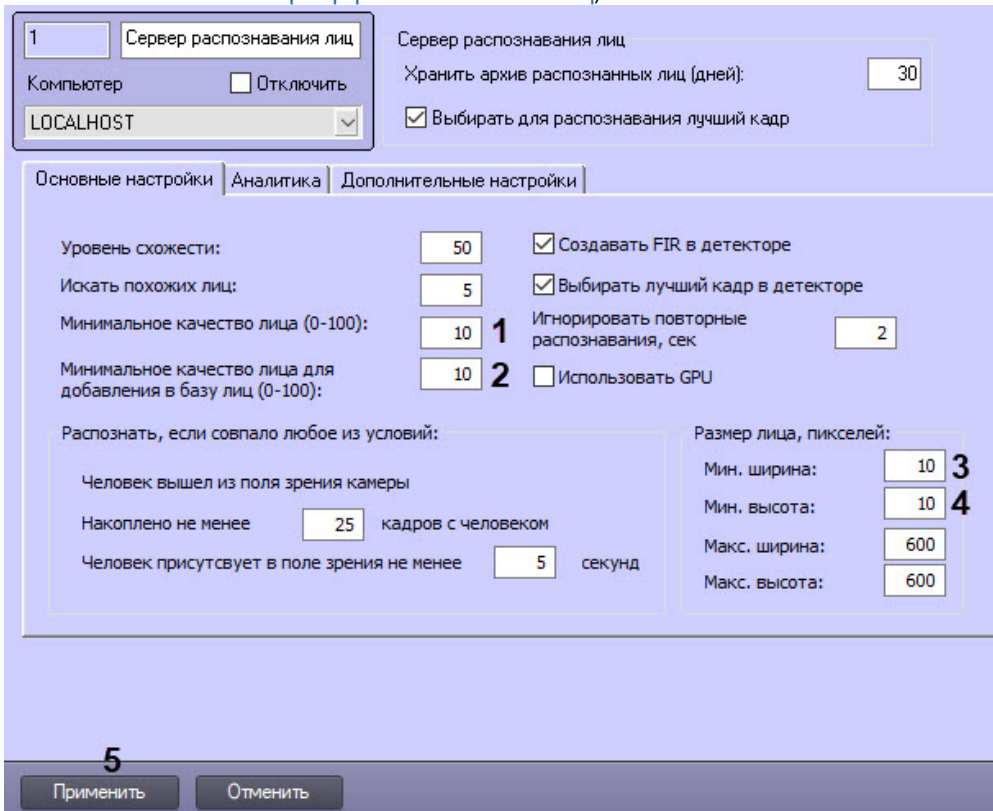 1 Сервер распознавания лиц
Сервер распознавания лиц
Компьютер Отключить
Хранить архив распознанных лиц (дней): 30
LOCALHOST
Выбирать для распознавания лучший кадр
Основные настройки Аналитика Дополнительные настройки
Уровень схожести: 50
Создавать FIR в детекторе
Искать похожих лиц: 5
Выбирать лучший кадр в детекторе
Минимальное качество лица (0-100): 10 1
Игнорировать повторные
распознавания, сек 2
Минимальное качество лица для
добавления в базу лиц (0-100): 10 2
Использовать GPU
Распознать, если совпало любое из условий:
Человек вышел из поля зрения камеры
Накоплено не менее 25 кадров с человеком
Человек присутсвует в поле зрения не менее 5 секунд
Размер лица, пикселей:
Мин. ширина: 10 3
Мин. высота: 10 4
Макс. ширина: 600
Макс. высота: 600
5
Применить Отменить